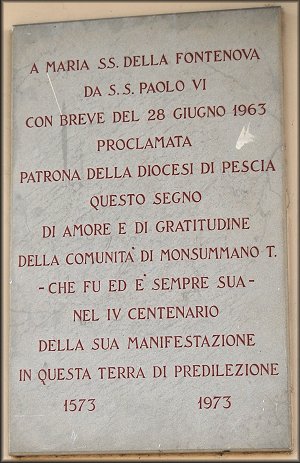 A MARIA SS. DELLA FONTENOVA
DA S. S. PAOLO VI
CON BREVE DEL 28 GIUGNO 1963
PROCLAMATA
PATRONA DELLA DIOCESI DI PESCIA
QUESTO SEGNO
DI AMORE E DI GRATITUDINE
DELLA COMUNITA' DI MONSUMMANO T.
- CHE FU ED E' SEMPRE SUA -
NEL IV CENTENARIO
DELLA SUA MANIFESTAZIONE
IN QUESTA TERRA DI PREDILEZIONE
1573 1973